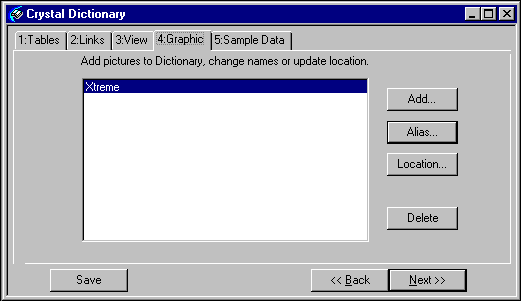 Crystal Dictionary
1:Tables 2:Links 3:View 4:Graphic 5:Sample Data
Add pictures to Dictionary, change names or update location.
Xtreme
Add...
Alias...
Location...
Delete
Save << Back Next >>